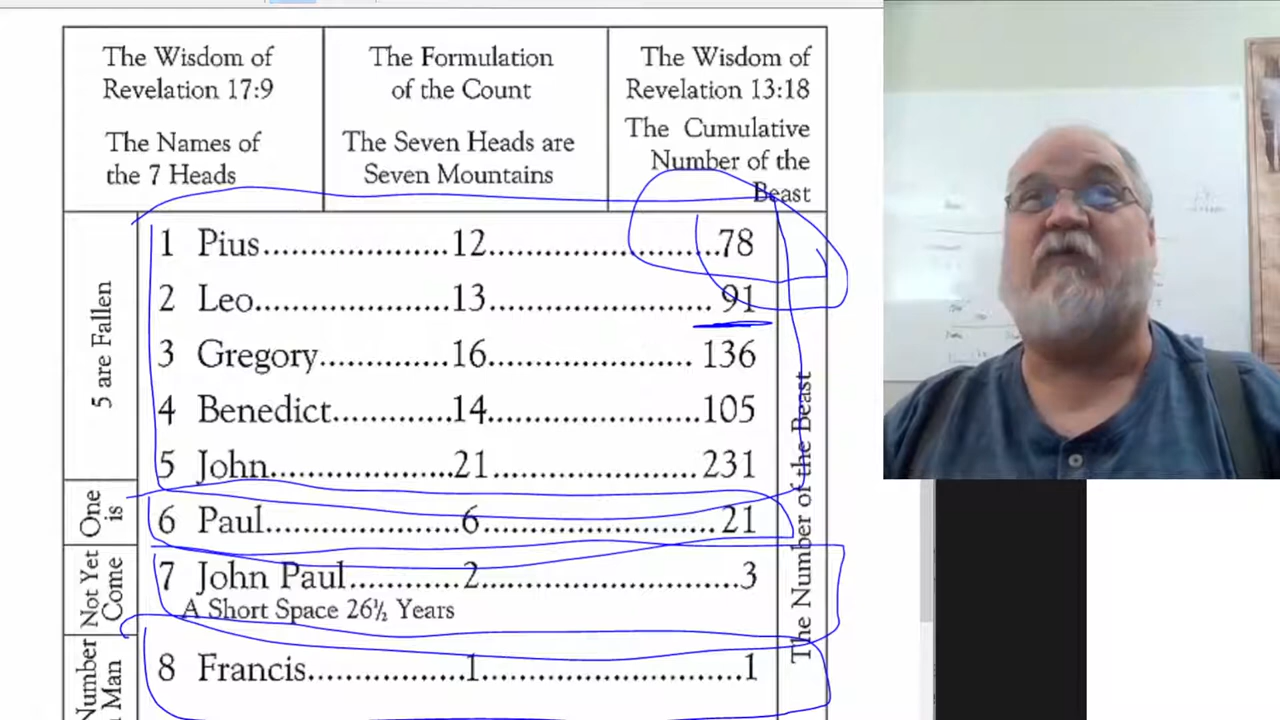 The Wisdom of
Revelation 17:9
The Names of
the 7 Heads
The Formulation
of the Count
The Seven Heads are
Seven Mountains
The Wisdom of
Revelation 13:18
The Cumulative
Number of the
Beast
5 are Fallen
1 Pius..............................12....................................78
2 Leo..............................13....................................91
3 Gregory.....................16....................................136
4 Benedict....................14....................................105
5 John............................21....................................231
One
is
6 Paul............................6....................................21
Not Yet
Come
7 John Paul..................2....................................3
A Short Space 26½ Years
Number
Man
8 Francis.......................1....................................1
The Number of the Beast